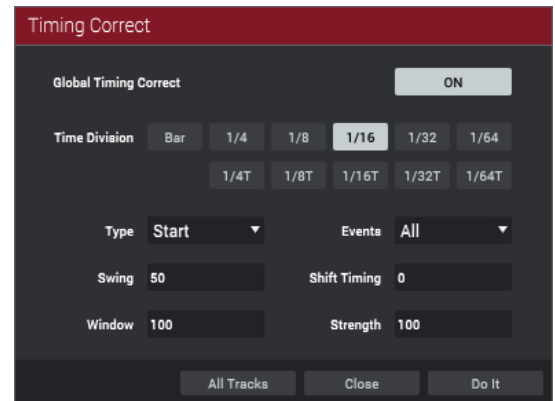 Timing Correct
Global Timing Correct ON
Time Division Bar 1/4 1/8 1/16 1/32 1/64
1/4T 1/8T 1/16T 1/32T 1/64T
Type Start Events All
Swing 50 Shift Timing 0
Window 100 Strength 100
All Tracks Close Do It